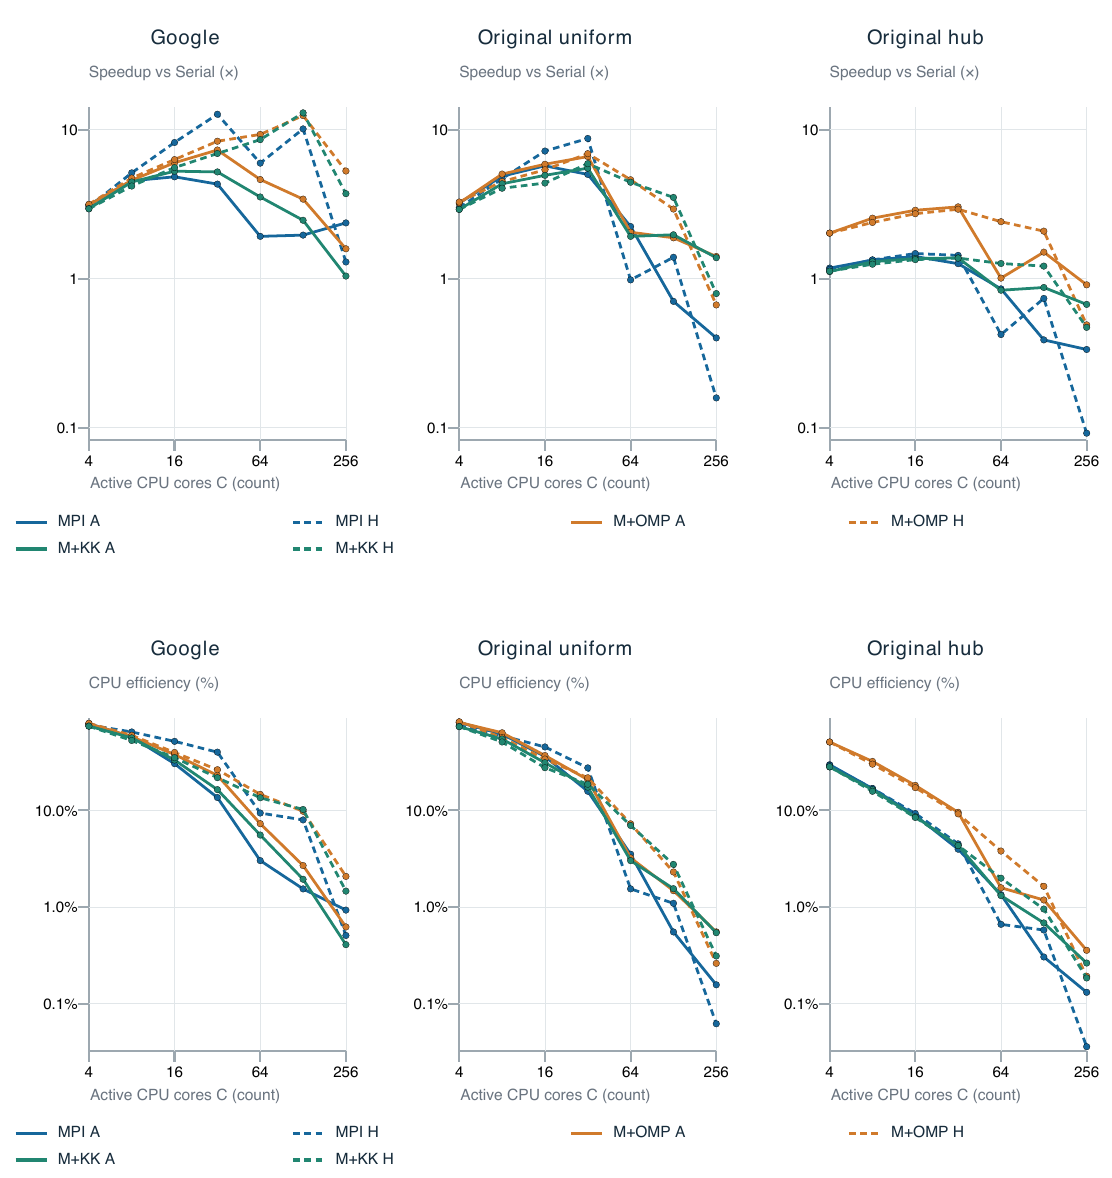 Google Original uniform Original hub
Speedup vs Serial (×) Speedup vs Serial (×) Speedup vs Serial (×)
10 10 10
1 1 1
0.1 0.1 0.1
4 16 64 256 4 16 64 256 4 16 64 256
Active CPU cores C (count) Active CPU cores C (count) Active CPU cores C (count)
MPI A MPI H M+OMP A M+OMP H
M+KK A M+KK H
Google Original uniform Original hub
CPU efficiency (%) CPU efficiency (%) CPU efficiency (%)
10.0% 10.0% 10.0%
1.0% 1.0% 1.0%
0.1% 0.1% 0.1%
4 16 64 256 4 16 64 256 4 16 64 256
Active CPU cores C (count) Active CPU cores C (count) Active CPU cores C (count)
MPI A MPI H M+OMP A M+OMP H
M+KK A M+KK H